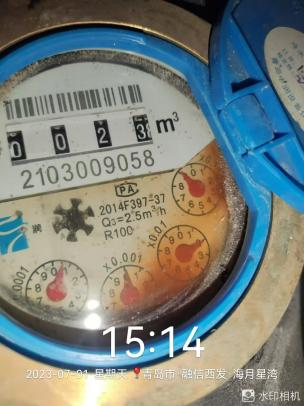 0 0 2 3 m³
2103009058
PA
2014F397-37
Q3=2.5m³/h
R100
X0.1
X0.01
X0.001
X0.0001
15:14
2023-07-01 星期六 青岛市·融信西发·海月星湾
水印相机